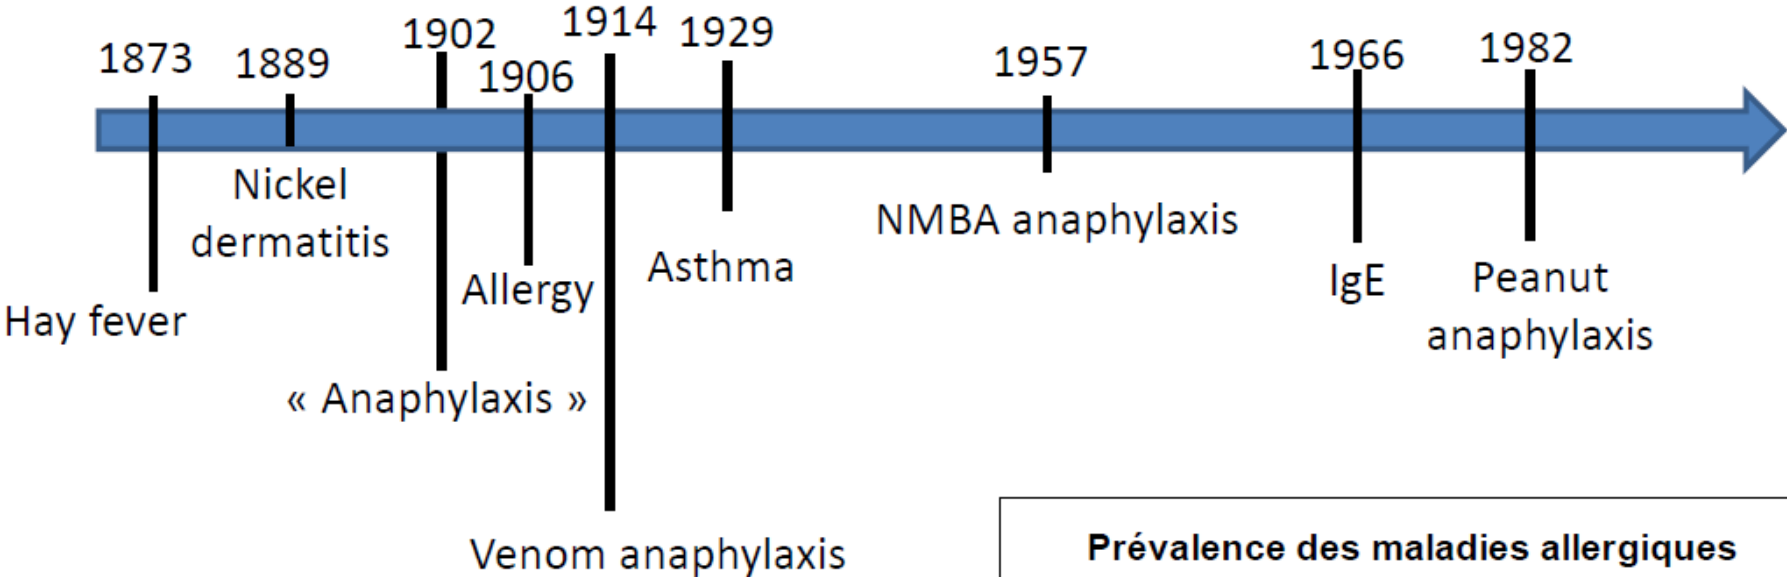 1873
1889
1902
1906
1914
1929
1957
1966
1982
Hay fever
Nickel
dermatitis
« Anaphylaxis »
Allergy
Venom anaphylaxis
Asthma
NMBA anaphylaxis
IgE
Peanut
anaphylaxis
Prévalence des maladies allergiques